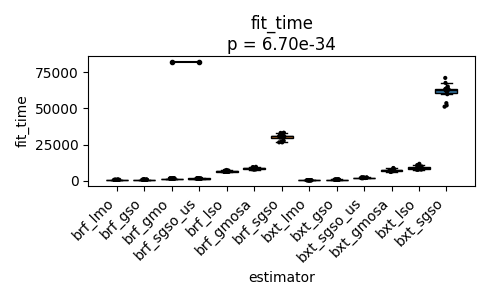 fit_time
p = 6.70e-34
fit_time
75000
50000
25000
0
brf_lmo
brf_gso
brf_gmo
brf_sgso_us
brf_lso
brf_gmosa
brf_sgso
bxt_lmo
bxt_gso
bxt_sgso_us
bxt_gmosa
bxt_lso
bxt_sgso
estimator